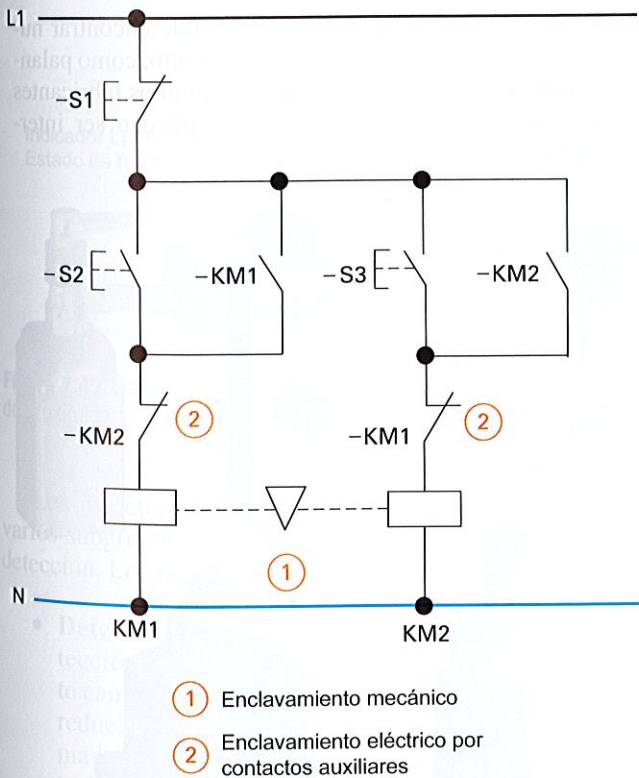 L1
–S1
–S2
–KM1
–S3
–KM2
–KM2
2
–KM1
2
1
N
KM1
KM2
1 Enclavamiento mecánico
2 Enclavamiento eléctrico por
contactos auxiliares